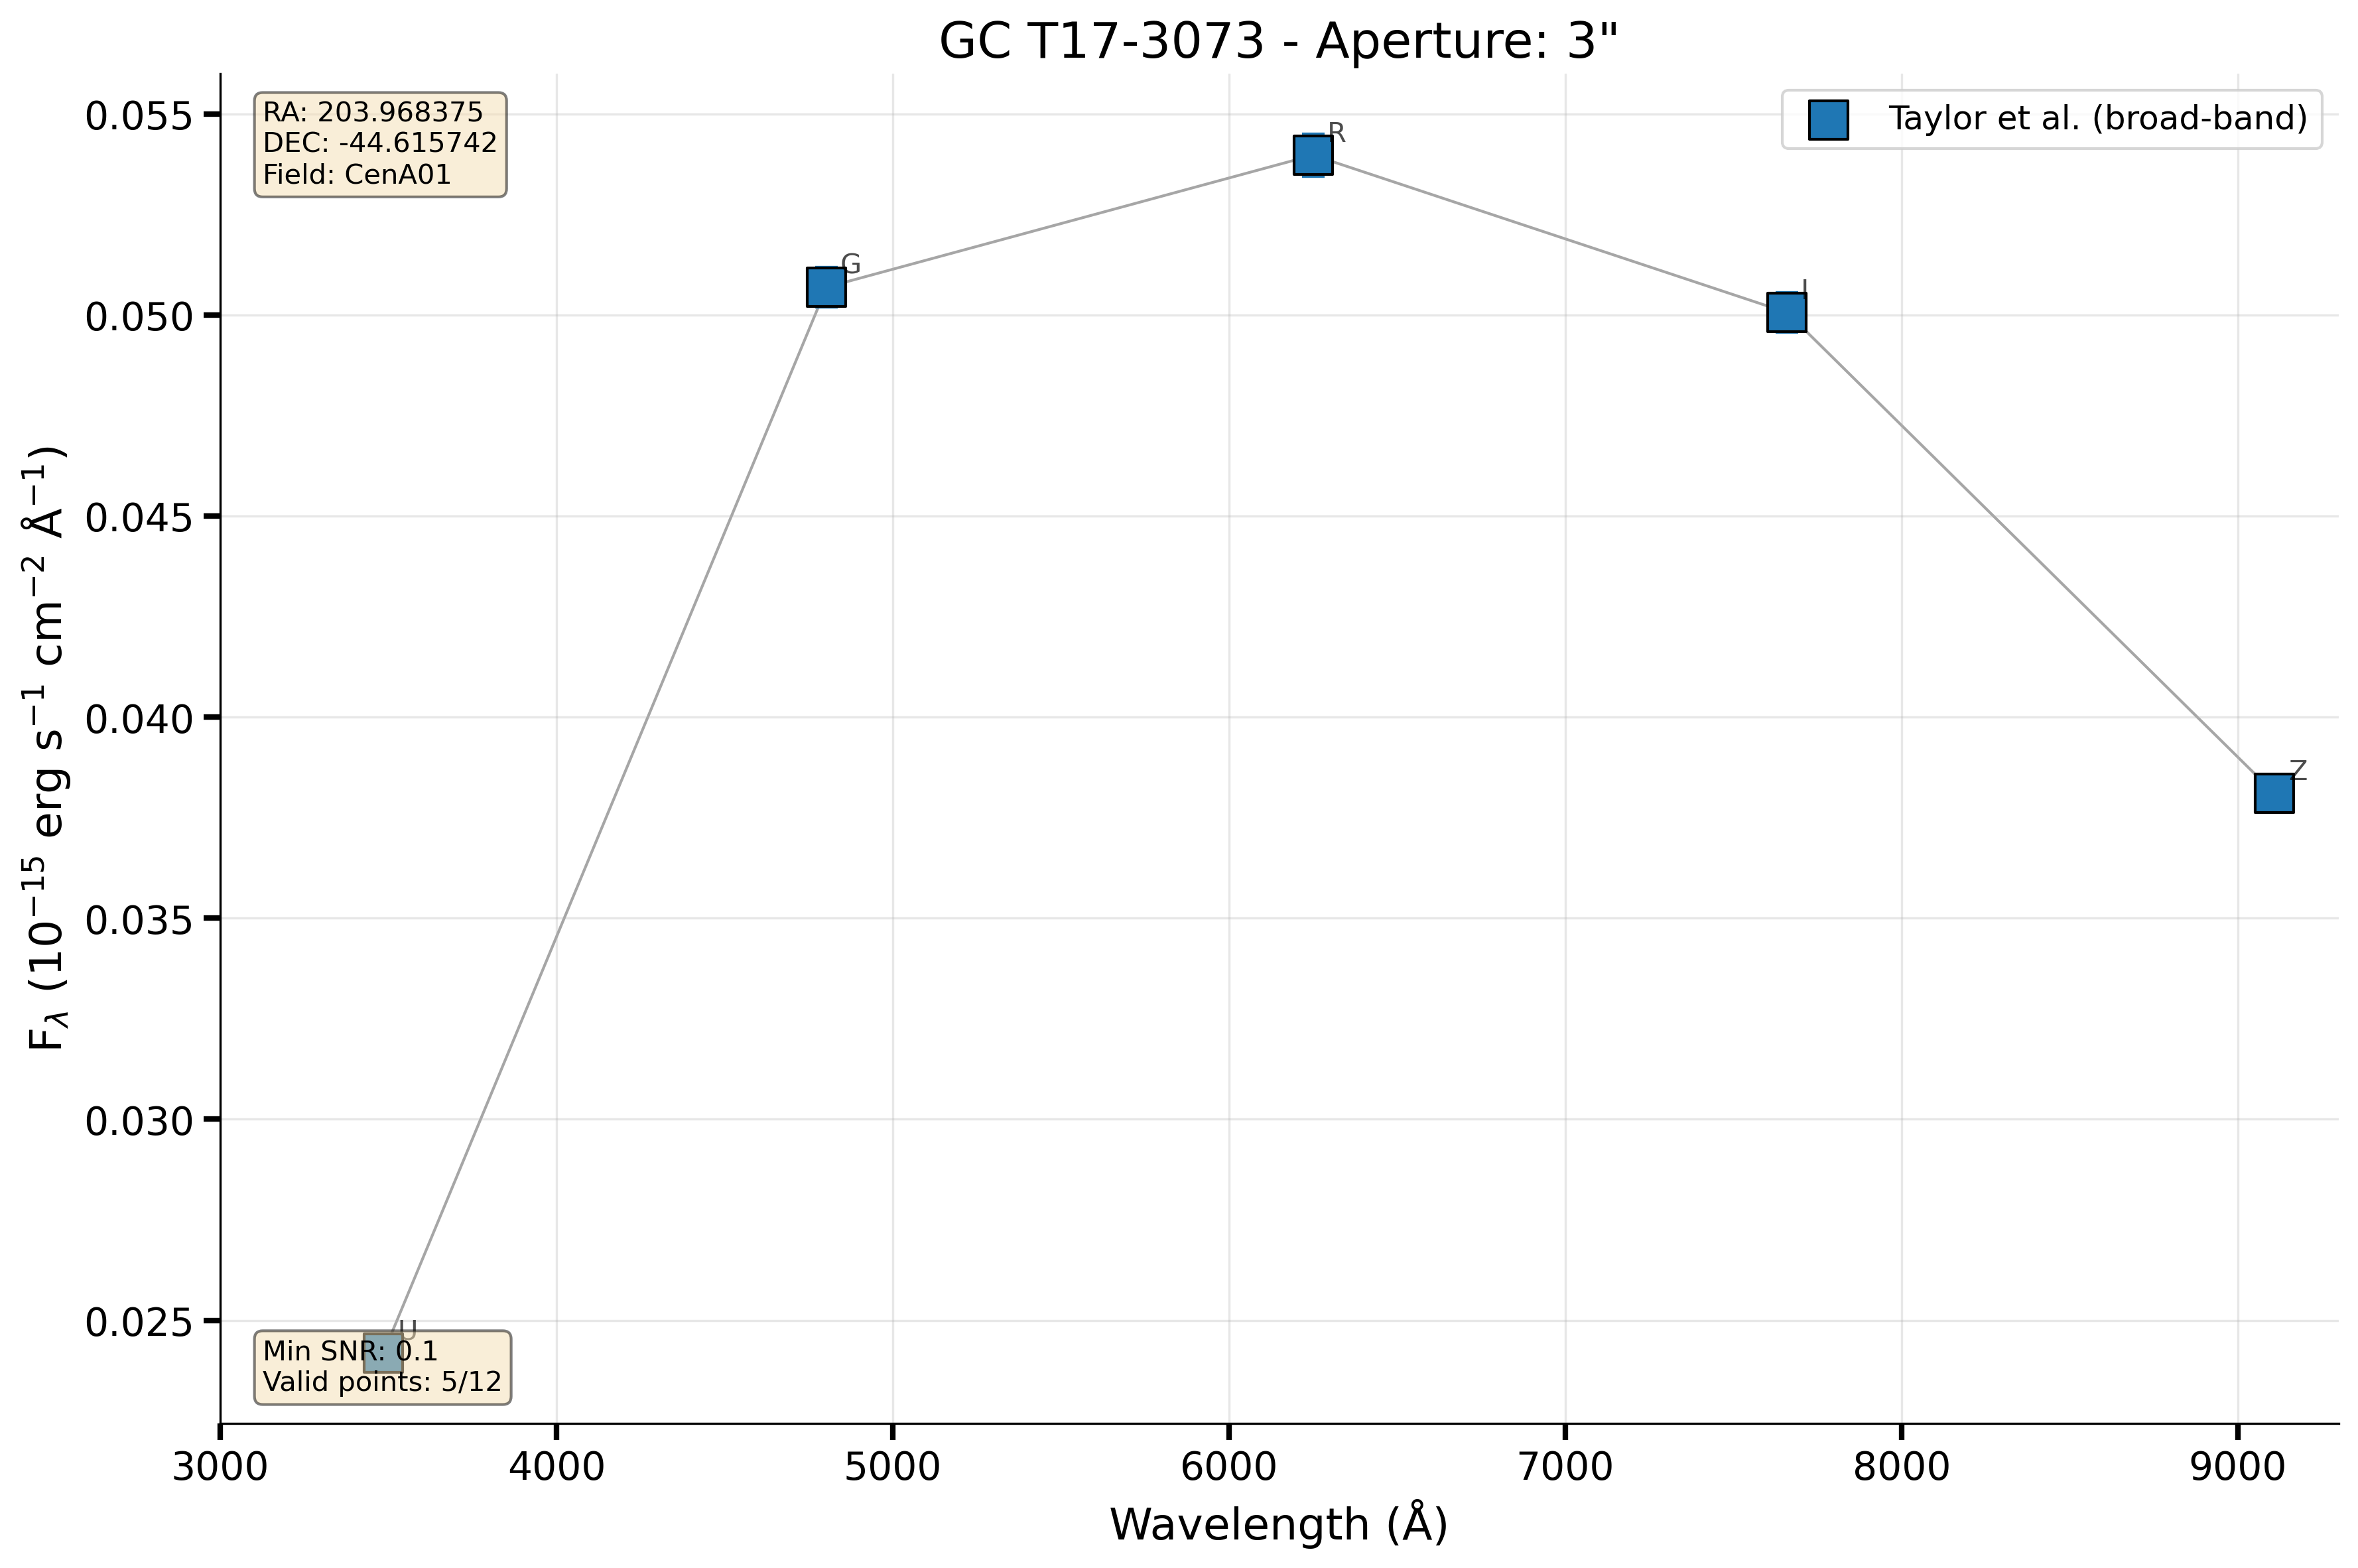 GC T17-3073 - Aperture: 3"
RA: 203.968375
DEC: -44.615742
Field: CenA01
Taylor et al. (broad-band)
R
G
I
Z
U
Min SNR: 0.1
Valid points: 5/12
0.055
0.050
0.045
0.040
0.035
0.030
0.025
F_λ (10⁻¹⁵ erg s⁻¹ cm⁻² Å⁻¹)
3000 4000 5000 6000 7000 8000 9000
Wavelength (Å)